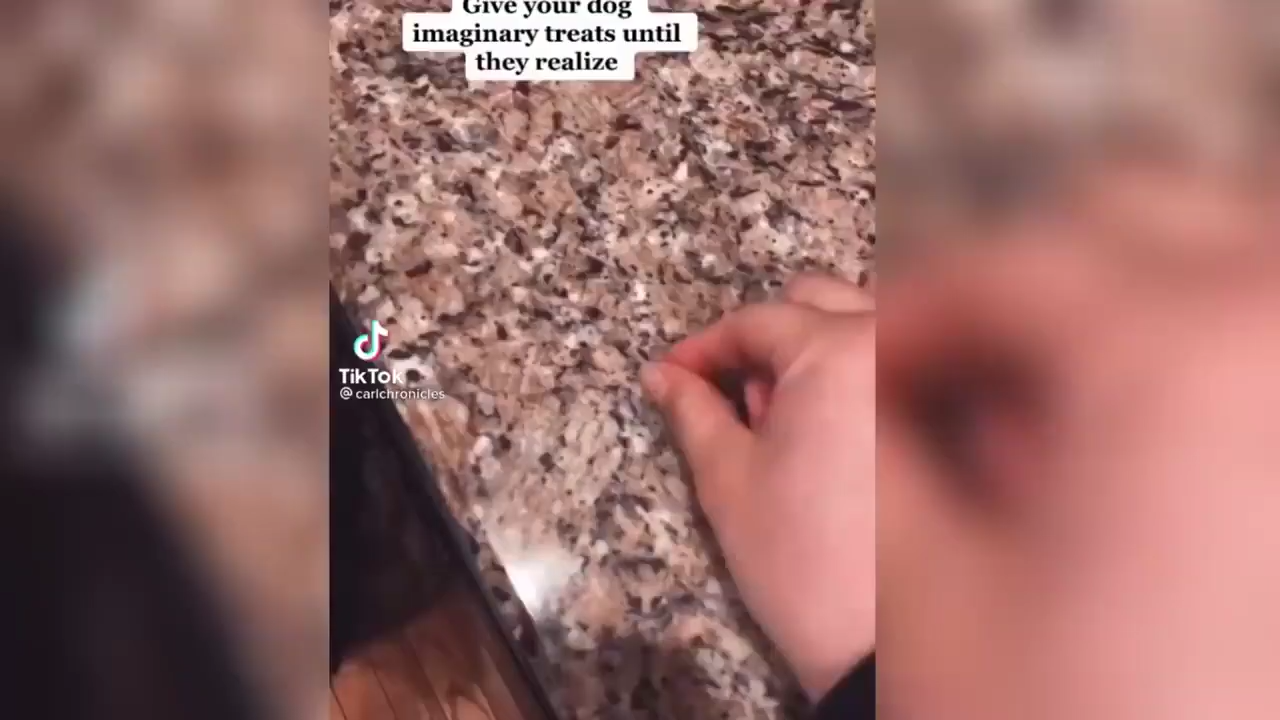 Give your dog
imaginary treats until
they realize
TikTok
@carlchronicles